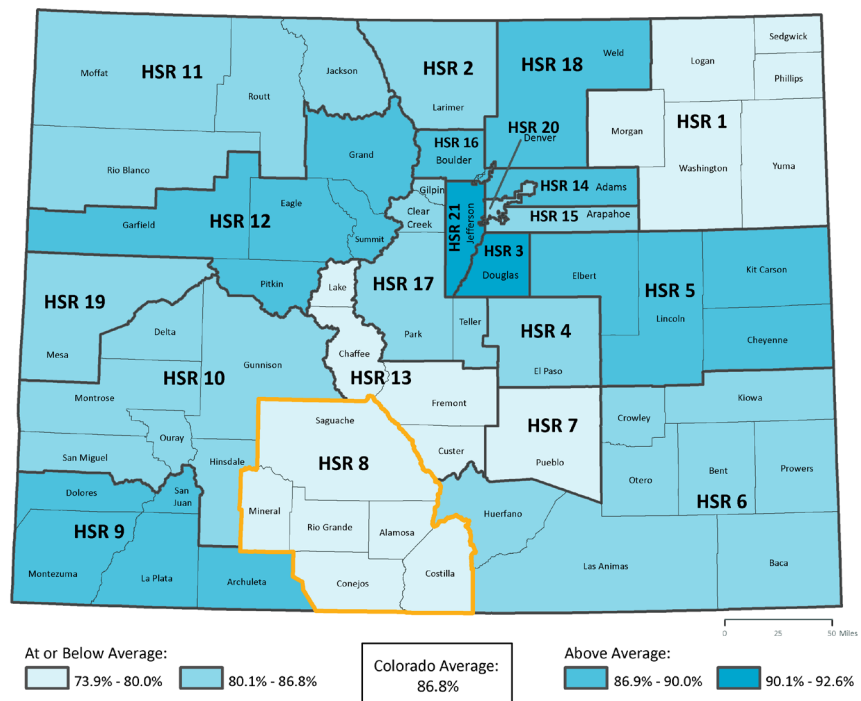 Sedgwick
Weld
HSR 18
Logan
HSR 2
Jackson
HSR 11
Moffat
Phillips
Routt
Larimer
HSR 20
Denver
HSR 1
Morgan
HSR 16
Boulder
Grand
Rio Blanco
Washington
Yuma
Gilpin
HSR 14
Adams
Eagle
Clear
Creek
HSR 21
Jefferson
HSR 15
Arapahoe
Garfield
HSR 12
Summit
HSR 3
Douglas
Elbert
Kit Carson
Pitkin
Lake
HSR 17
HSR 5
Lincoln
HSR 19
Teller
HSR 4
Delta
Park
Cheyenne
Mesa
Chaffee
Gunnison
El Paso
HSR 10
HSR 13
Montrose
Fremont
Kiowa
Saguache
Crowley
HSR 7
Ouray
Custer
San Miguel
Hinsdale
HSR 8
Pueblo
Bent
Prowers
Otero
Dolores
San
Juan
HSR 6
Mineral
Huerfano
Rio Grande
Alamosa
HSR 9
Las Animas
Baca
Montezuma
La Plata
Archuleta
Conejos
Costilla
0 25 50 Miles
At or Below Average:
73.9% - 80.0%
80.1% - 86.8%
Colorado Average:
86.8%
Above Average:
86.9% - 90.0%
90.1% - 92.6%